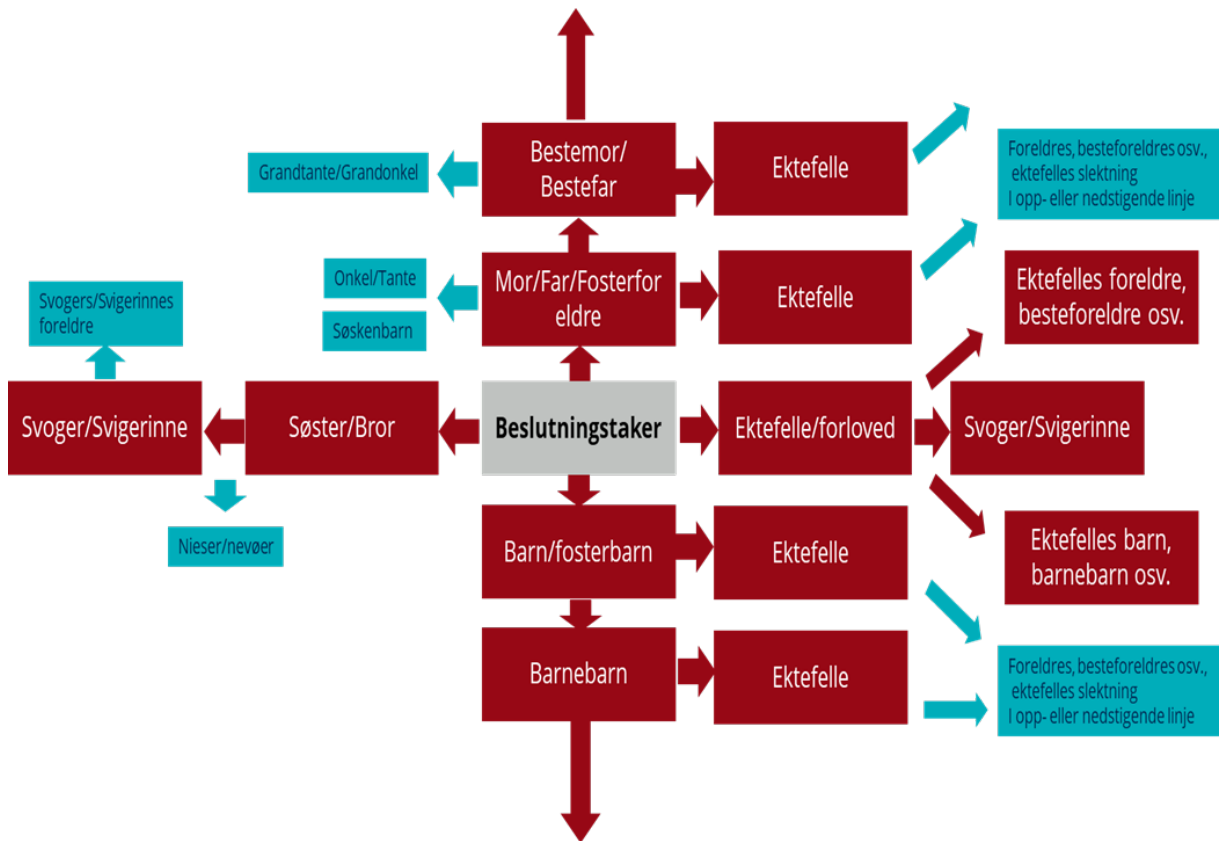 Bestemor/
Bestefar
Ektefelle
Grandtante/Grandonkel
Foreldres, besteforeldres osv.,
ektefelles slektning
I opp- eller nedstigende linje
Onkel/Tante
Søskenbarn
Mor/Far/Fosterfor
eldre
Ektefelle
Ektefelles foreldre,
besteforeldre osv.
Svogers/Svigerinnes
foreldre
Svoger/Svigerinne
Søster/Bror
Beslutningstaker
Ektefelle/forloved
Svoger/Svigerinne
Nieser/nevøer
Barn/fosterbarn
Ektefelle
Ektefelles barn,
barnebarn osv.
Barnebarn
Ektefelle
Foreldres, besteforeldres osv.,
ektefelles slektning
I opp- eller nedstigende linje